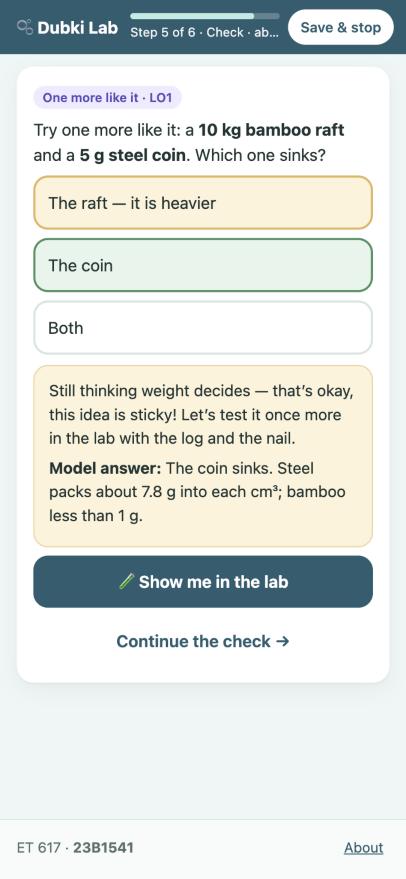 Dubki Lab
Step 5 of 6 · Check · ab…
Save & stop
One more like it · LO1
Try one more like it: a 10 kg bamboo raft
and a 5 g steel coin. Which one sinks?
The raft — it is heavier
The coin
Both
Still thinking weight decides — that's okay,
this idea is sticky! Let's test it once more
in the lab with the log and the nail.
Model answer: The coin sinks. Steel
packs about 7.8 g into each cm³; bamboo
less than 1 g.
Show me in the lab
Continue the check →
ET 617 · 23B1541
About